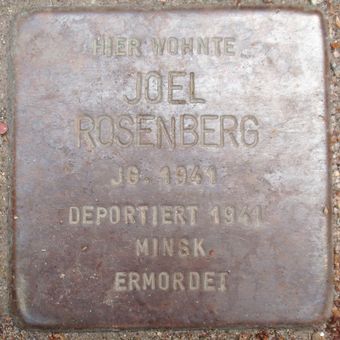 HIER WOHNTE
JOEL
ROSENBERG
JG. 1941
DEPORTIERT 1941
MINSK
ERMORDET